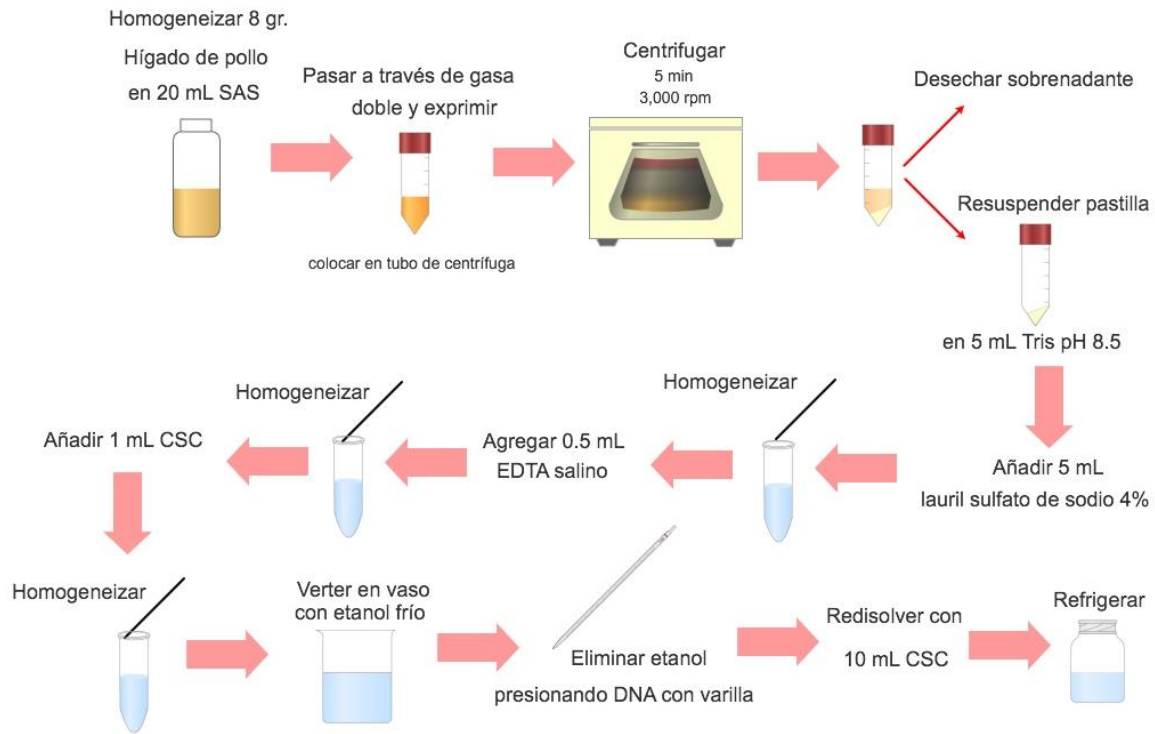 Homogeneizar 8 gr.
Hígado de pollo
en 20 mL SAS
Pasar a través de gasa
doble y exprimir
colocar en tubo de centrífuga
Centrifugar
5 min
3,000 rpm
Desechar sobrenadante
Resuspender pastilla
en 5 mL Tris pH 8.5
Añadir 5 mL
lauril sulfato de sodio 4%
Homogeneizar
Agregar 0.5 mL
EDTA salino
Homogeneizar
Añadir 1 mL CSC
Homogeneizar
Verter en vaso
con etanol frío
Eliminar etanol
presionando DNA con varilla
Redisolver con
10 mL CSC
Refrigerar